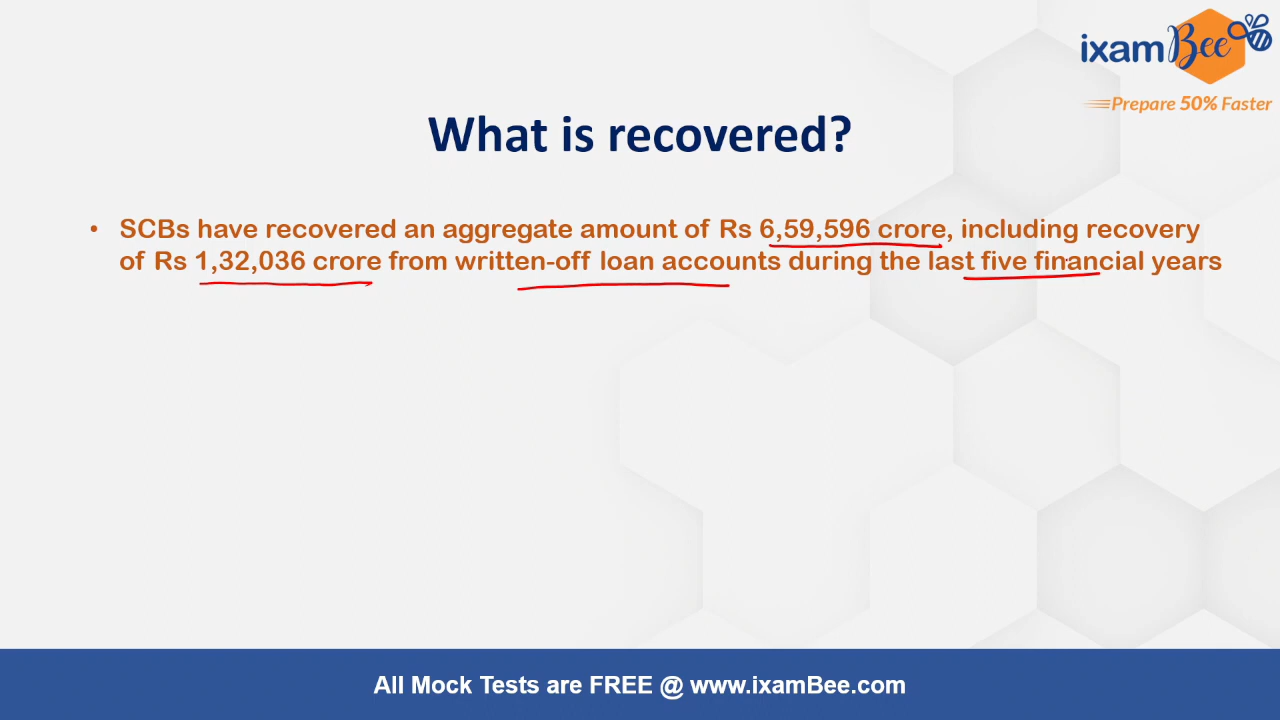 ixamBee
Prepare 50% Faster
What is recovered?
• SCBs have recovered an aggregate amount of Rs 6,59,596 crore, including recovery
of Rs 1,32,036 crore from written-off loan accounts during the last five financial years
All Mock Tests are FREE @ www.ixamBee.com